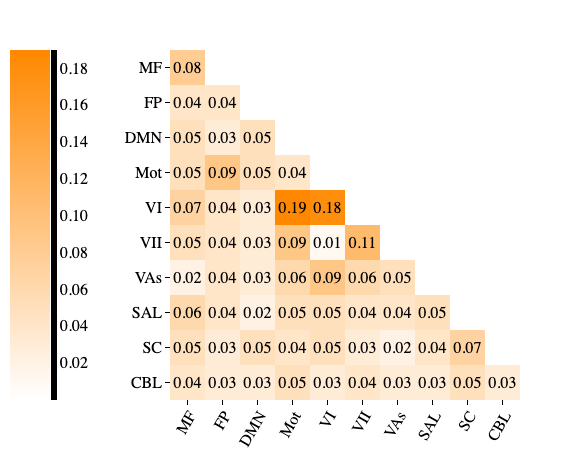 0.18
0.16
0.14
0.12
0.10
0.08
0.06
0.04
0.02
MF 0.08
FP 0.04 0.04
DMN 0.05 0.03 0.05
Mot 0.05 0.09 0.05 0.04
VI 0.07 0.04 0.03 0.19 0.18
VII 0.05 0.04 0.03 0.09 0.01 0.11
VAs 0.02 0.04 0.03 0.06 0.09 0.06 0.05
SAL 0.06 0.04 0.02 0.05 0.05 0.04 0.04 0.05
SC 0.05 0.03 0.05 0.04 0.05 0.03 0.02 0.04 0.07
CBL 0.04 0.03 0.03 0.05 0.03 0.04 0.03 0.03 0.05 0.03
MF FP DMN Mot VI VII VAs SAL SC CBL